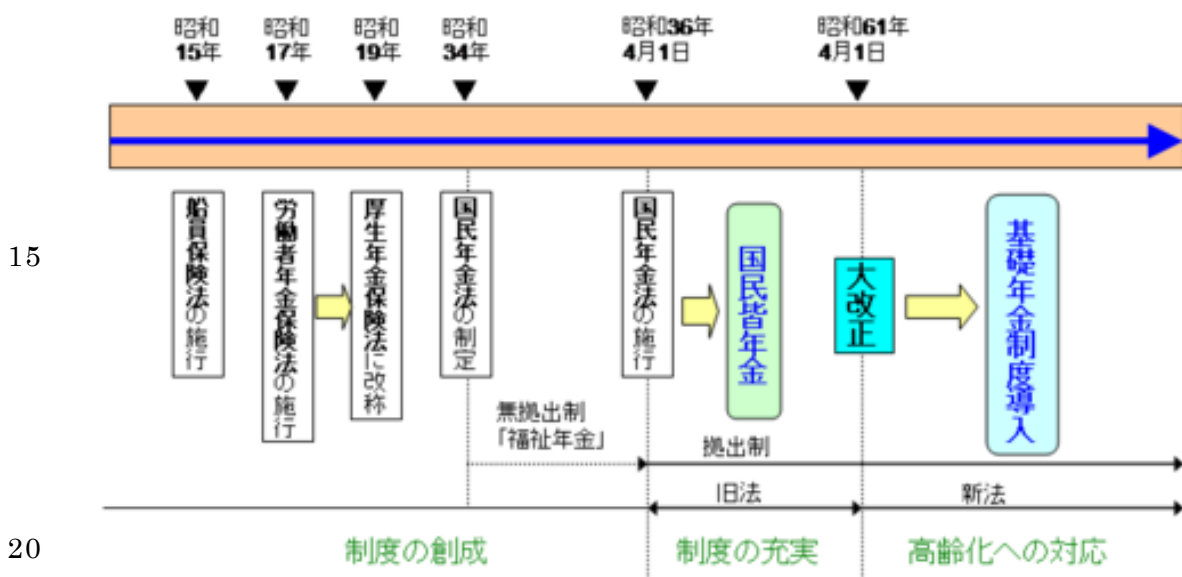 昭和
15年
昭和
17年
昭和
19年
昭和
34年
昭和36年
4月1日
昭和61年
4月1日
船員保険法の施行
労働者年金保険法の施行
厚生年金保険法に改称
国民年金法の制定
国民年金法の施行
国民皆年金
大改正
基礎年金制度導入
15
無拠出制
「福祉年金」
拠出制
旧法
新法
20
制度の創成
制度の充実
高齢化への対応